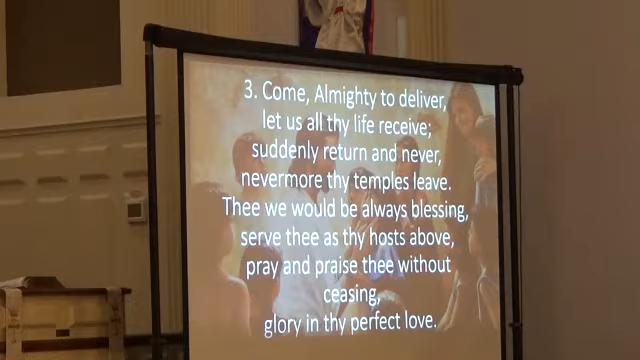 3. Come, Almighty to deliver,
let us all thy life receive;
suddenly return and never,
nevermore thy temples leave.
Thee we would be always blessing,
serve thee as thy hosts above,
pray and praise thee without
ceasing,
glory in thy perfect love.